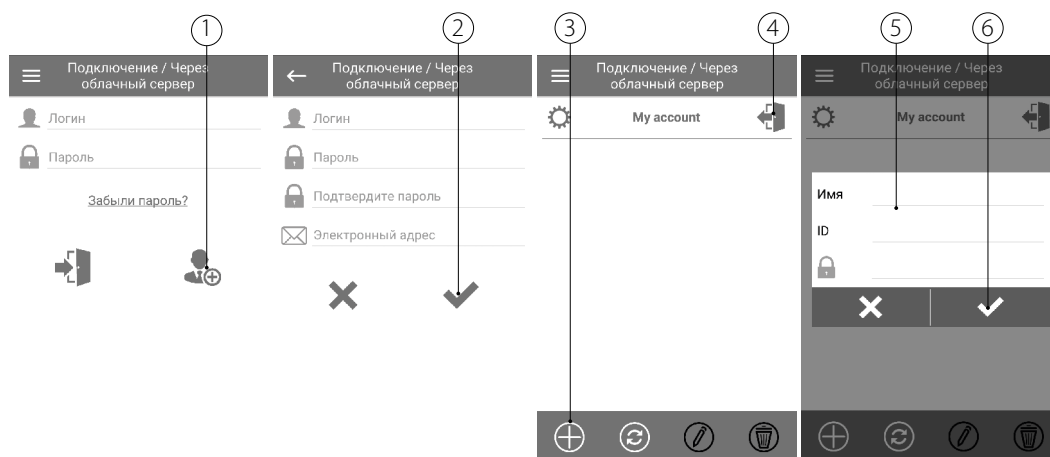 1
2
3
4
5
6
Подключение / Через
облачный сервер
Логин
Пароль
Забыли пароль?
Подключение / Через
облачный сервер
Логин
Пароль
Подтвердите пароль
Электронный адрес
Подключение / Через
облачный сервер
My account
Подключение / Через
облачный сервер
My account
Имя
ID